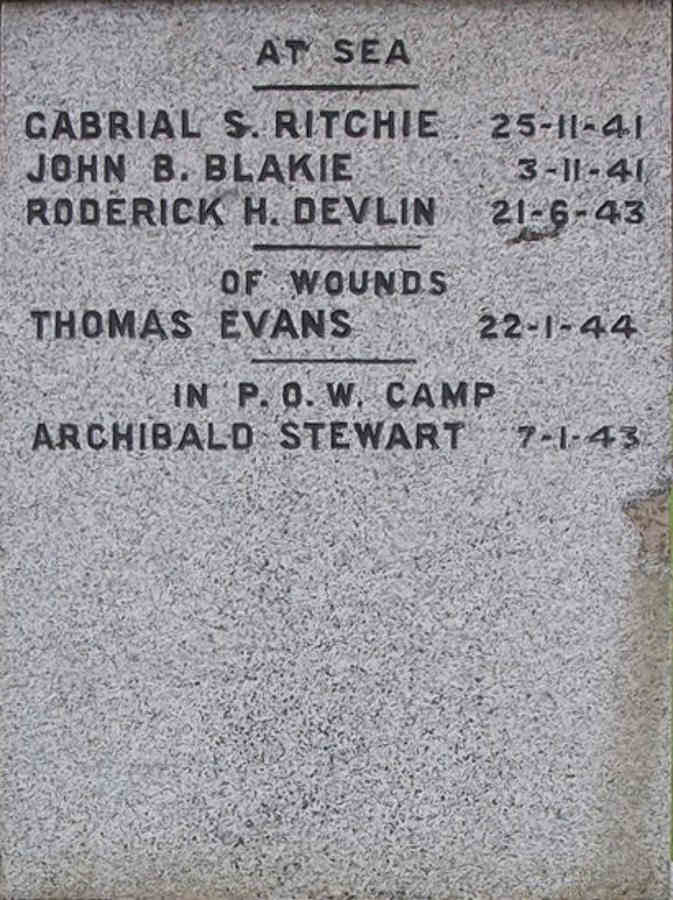 AT SEA
GABRIAL S. RITCHIE 25-11-41
JOHN B. BLAKIE 3-11-41
RODERICK H. DEVLIN 21-6-43
OF WOUNDS
THOMAS EVANS 22-1-44
IN P.O.W. CAMP
ARCHIBALD STEWART 7-1-43